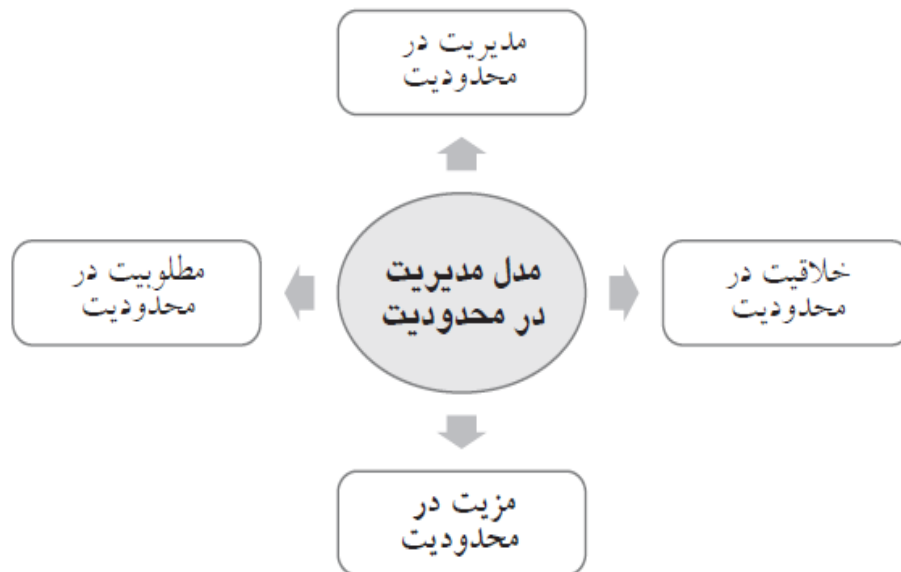 مدیریت در
محدودیت
خلاقیت در
محدودیت
مدل مدیریت
در محدودیت
مطلوبیت در
محدودیت
مزیت در
محدودیت